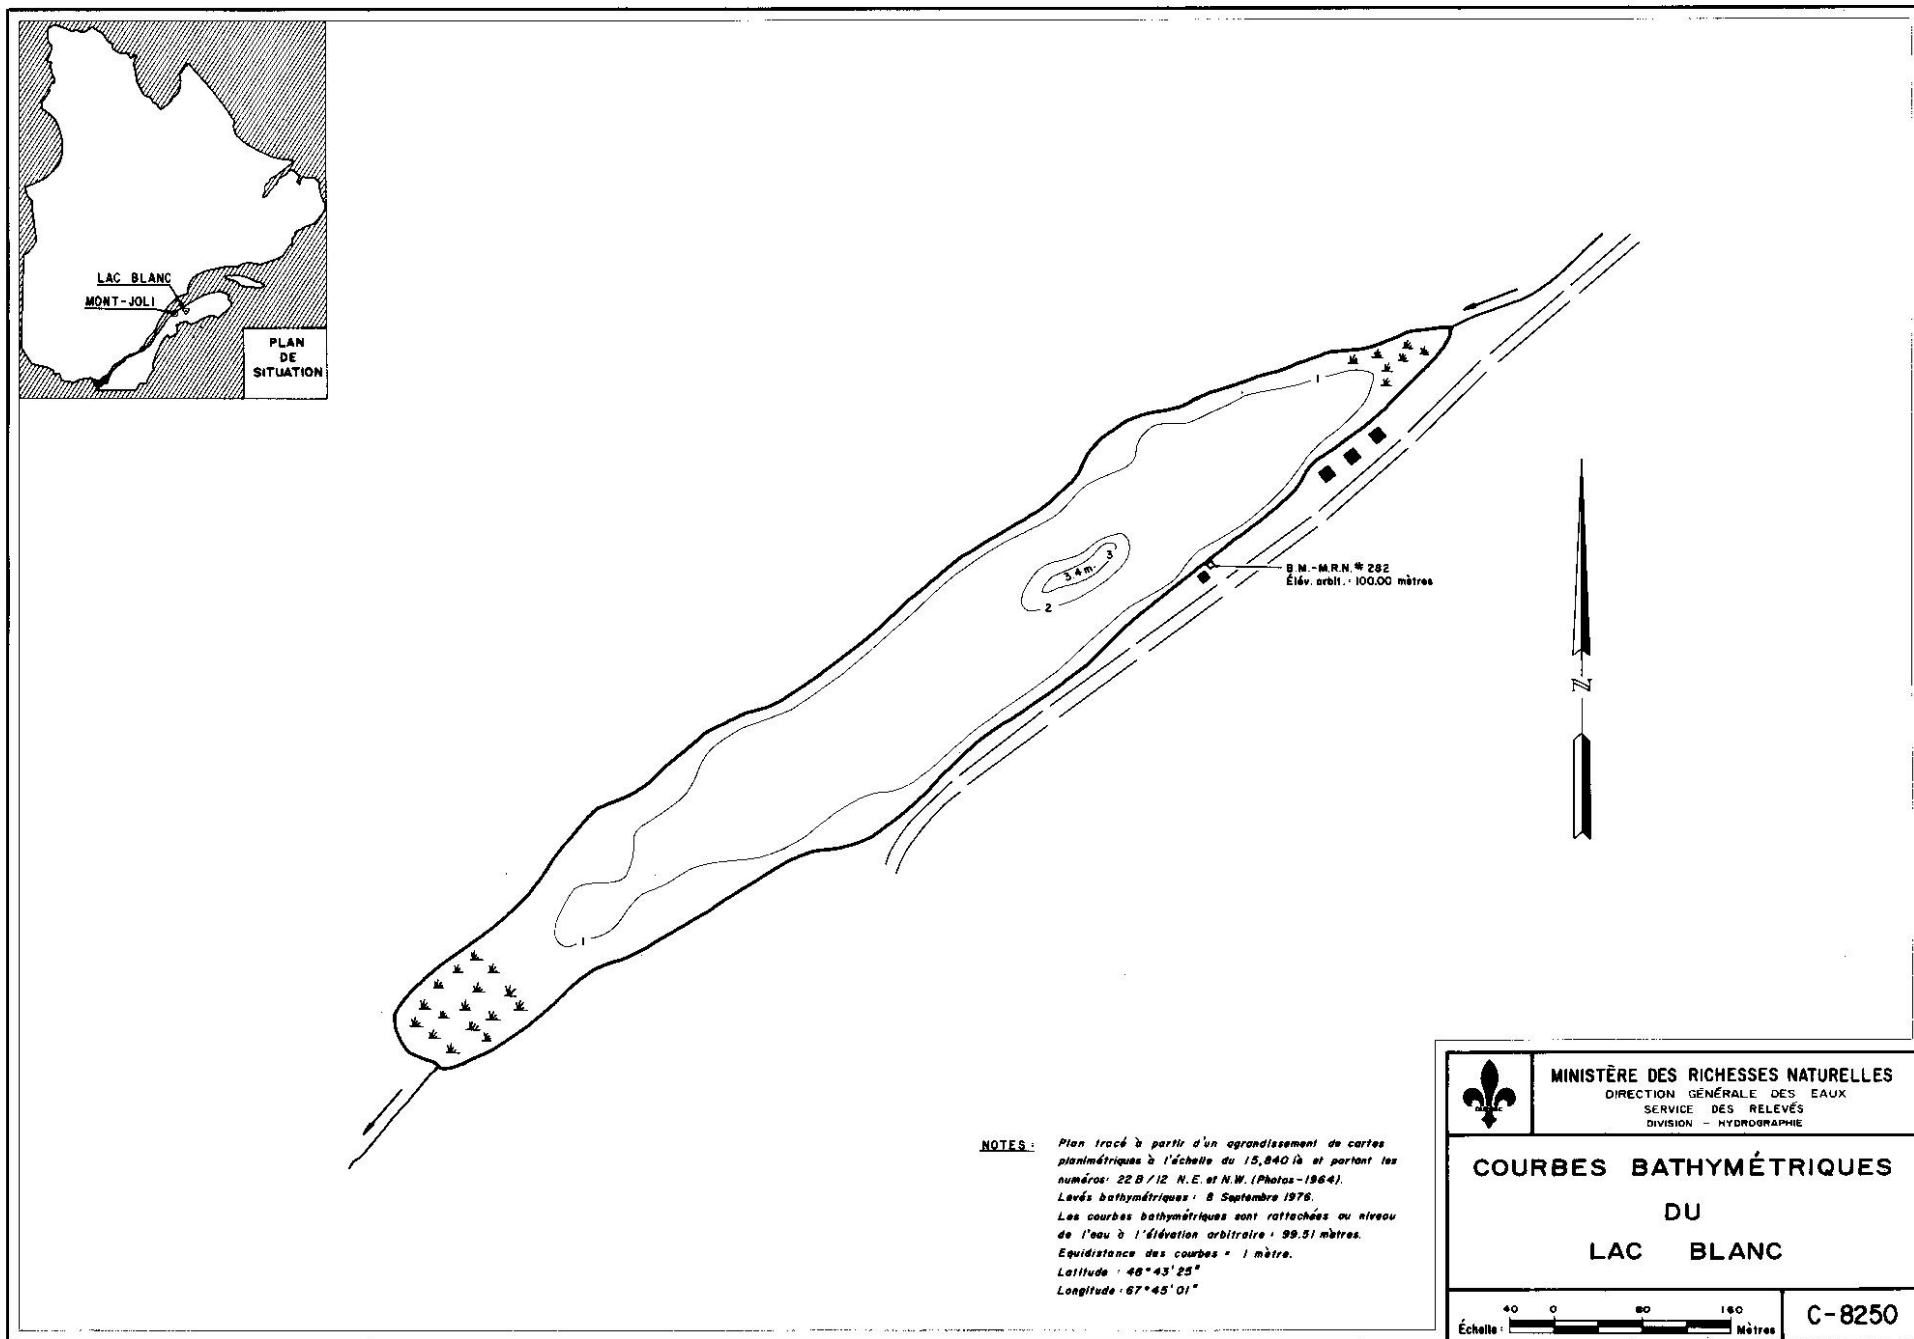 LAC BLANC
MONT-JOLI
PLAN
DE
SITUATION
1
3
3.4 m.
2
B.M.-M.R.N. # 282
Élév. arbit. : 100.00 mètres
1
N
NOTES :
Plan tracé à partir d'un agrandissement de cartes
planimétriques à l'échelle du 15,840 iè et portant les
numéros: 22 B / 12 N.E. et N.W. (Photos-1964).
Levés bathymétriques : 8 Septembre 1976.
Les courbes bathymétriques sont rattachées au niveau
de l'eau à l'élévation arbitraire : 99.51 mètres.
Equidistance des courbes = 1 mètre.
Latitude : 48° 43' 25"
Longitude : 67° 45' 01"
QUÉBEC
MINISTÈRE DES RICHESSES NATURELLES
DIRECTION GÉNÉRALE DES EAUX
SERVICE DES RELEVÉS
DIVISION - HYDROGRAPHIE
COURBES BATHYMÉTRIQUES
DU
LAC BLANC
40 0 80 160
Échelle : Mètres
C-8250